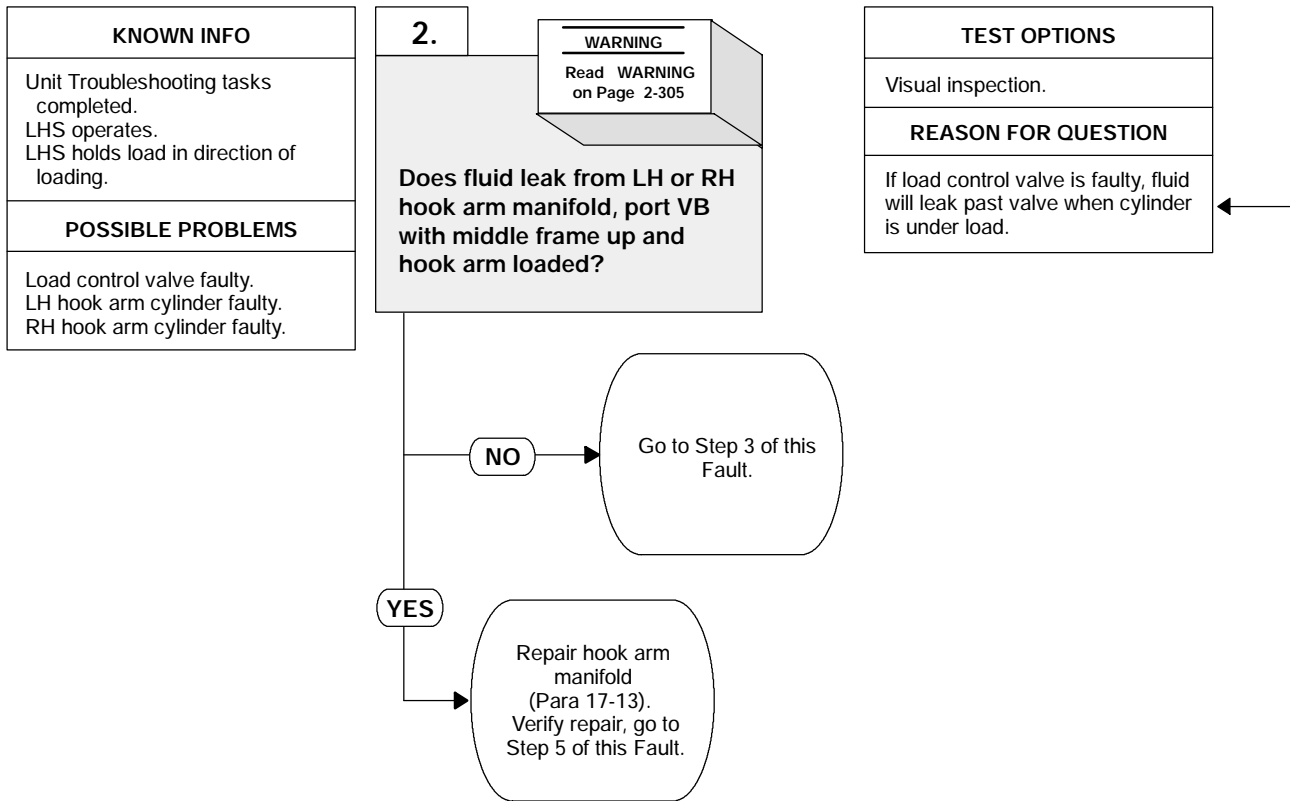 KNOWN INFO
Unit Troubleshooting tasks
completed.
LHS operates.
LHS holds load in direction of
loading.
POSSIBLE PROBLEMS
Load control valve faulty.
LH hook arm cylinder faulty.
RH hook arm cylinder faulty.
2.
WARNING
Read WARNING
on Page 2-305
Does fluid leak from LH or RH
hook arm manifold, port VB
with middle frame up and
hook arm loaded?
TEST OPTIONS
Visual inspection.
REASON FOR QUESTION
If load control valve is faulty, fluid
will leak past valve when cylinder
is under load.
NO
Go to Step 3 of this
Fault.
YES
Repair hook arm
manifold
(Para 17-13).
Verify repair, go to
Step 5 of this Fault.